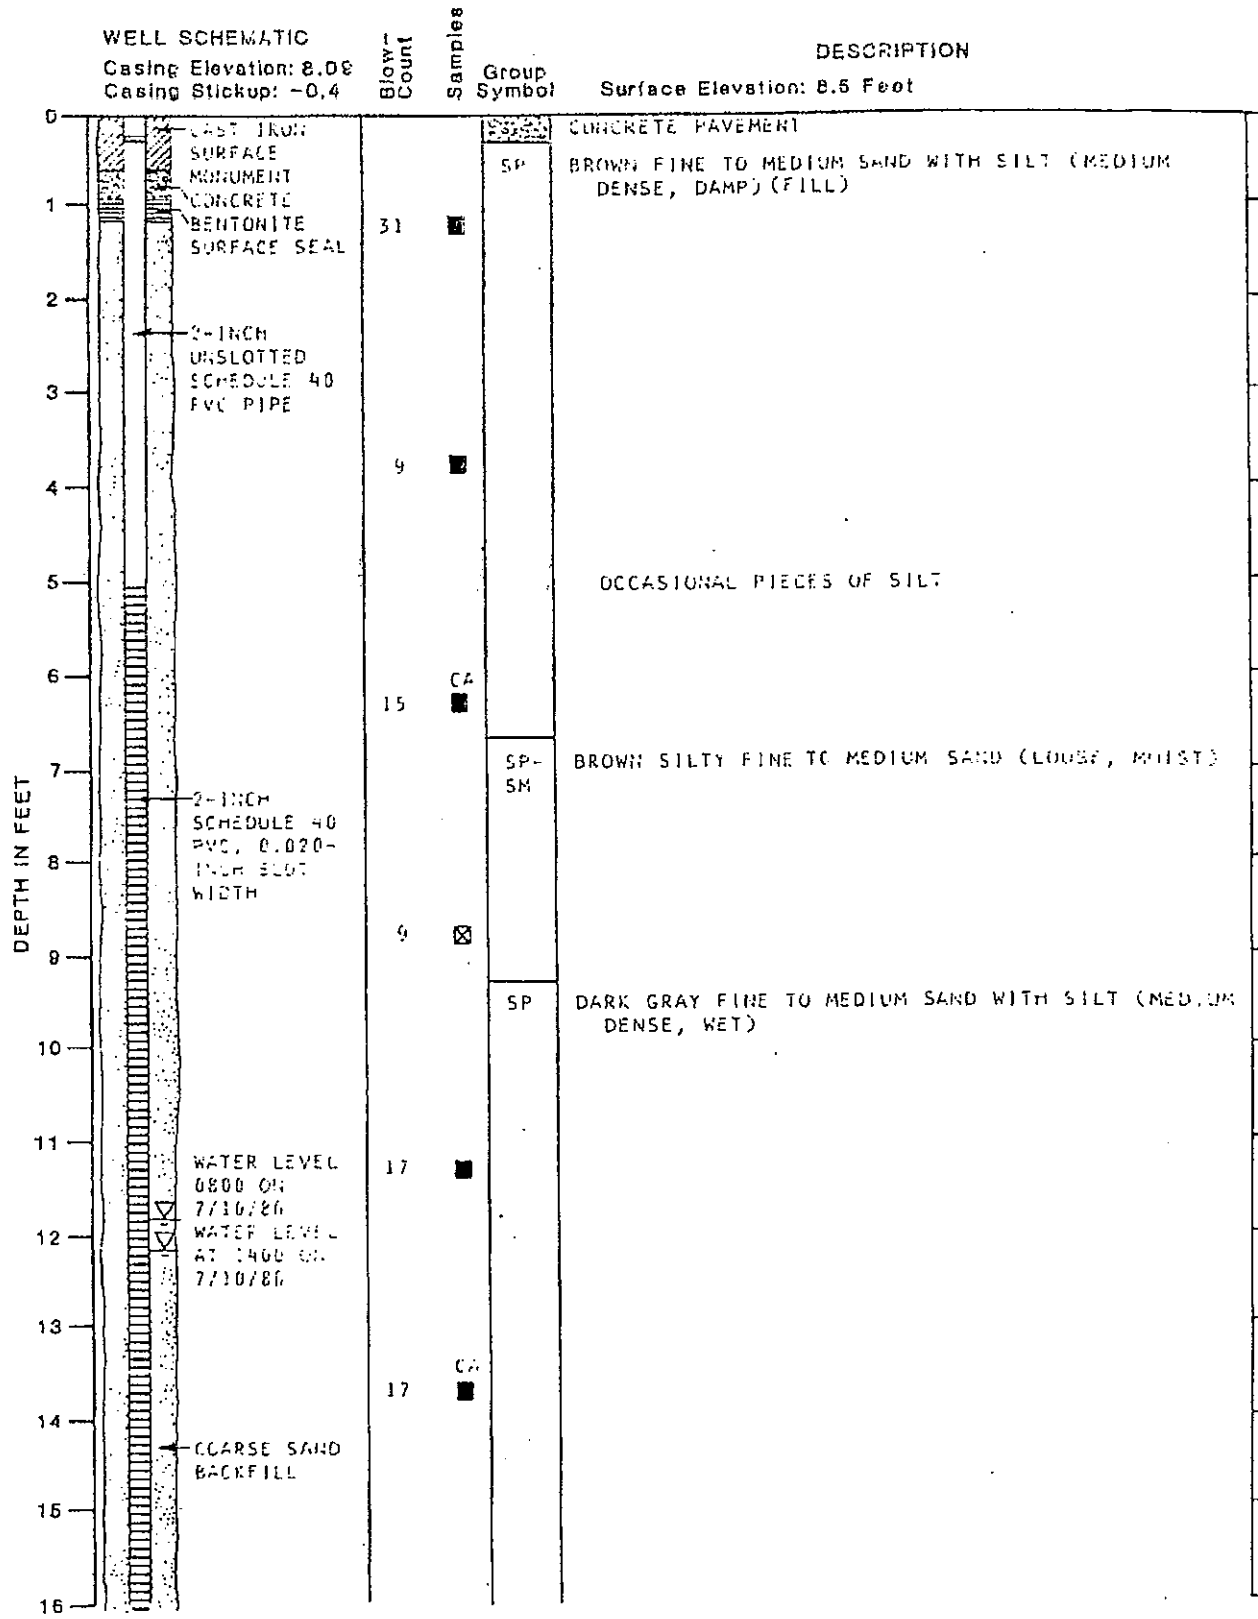 WELL SCHEMATIC
Casing Elevation: 8.09
Casing Stickup: -0.4
Blow-
Count
Samples
Group
Symbol
DESCRIPTION
Surface Elevation: 8.5 Feet
DEPTH IN FEET
0
CAST IRON
SURFACE
MONUMENT
CONCRETE
BENTONITE
SURFACE SEAL
CONCRETE PAVEMENT
SP
BROWN FINE TO MEDIUM SAND WITH SILT (MEDIUM
DENSE, DAMP) (FILL)
1
31
2
2-INCH
UNSLOTTED
SCHEDULE 40
PVC PIPE
3
9
4
5
OCCASIONAL PIECES OF SILT
6
CA
15
SP-
SM
BROWN SILTY FINE TO MEDIUM SAND (LOOSE, MOIST)
7
2-INCH
SCHEDULE 40
PVC, 0.020-
INCH SLOT
WIDTH
8
9
9
SP
DARK GRAY FINE TO MEDIUM SAND WITH SILT (MEDIUM
DENSE, WET)
10
11
WATER LEVEL
0800 ON
7/10/86
17
WATER LEVEL
AT 1400 ON
7/10/86
12
13
CA
17
14
COARSE SAND
BACKFILL
15
16